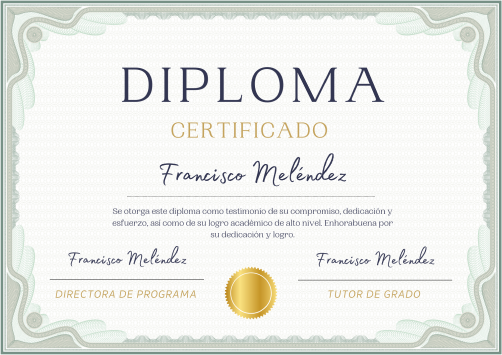 DIPLOMA
CERTIFICADO
Francisco Meléndez
Se otorga este diploma como testimonio de su compromiso, dedicación y
esfuerzo, así como de su logro académico de alto nivel. Enhorabuena por
su dedicación y logro.
Francisco Meléndez
Francisco Meléndez
DIRECTORA DE PROGRAMA
TUTOR DE GRADO